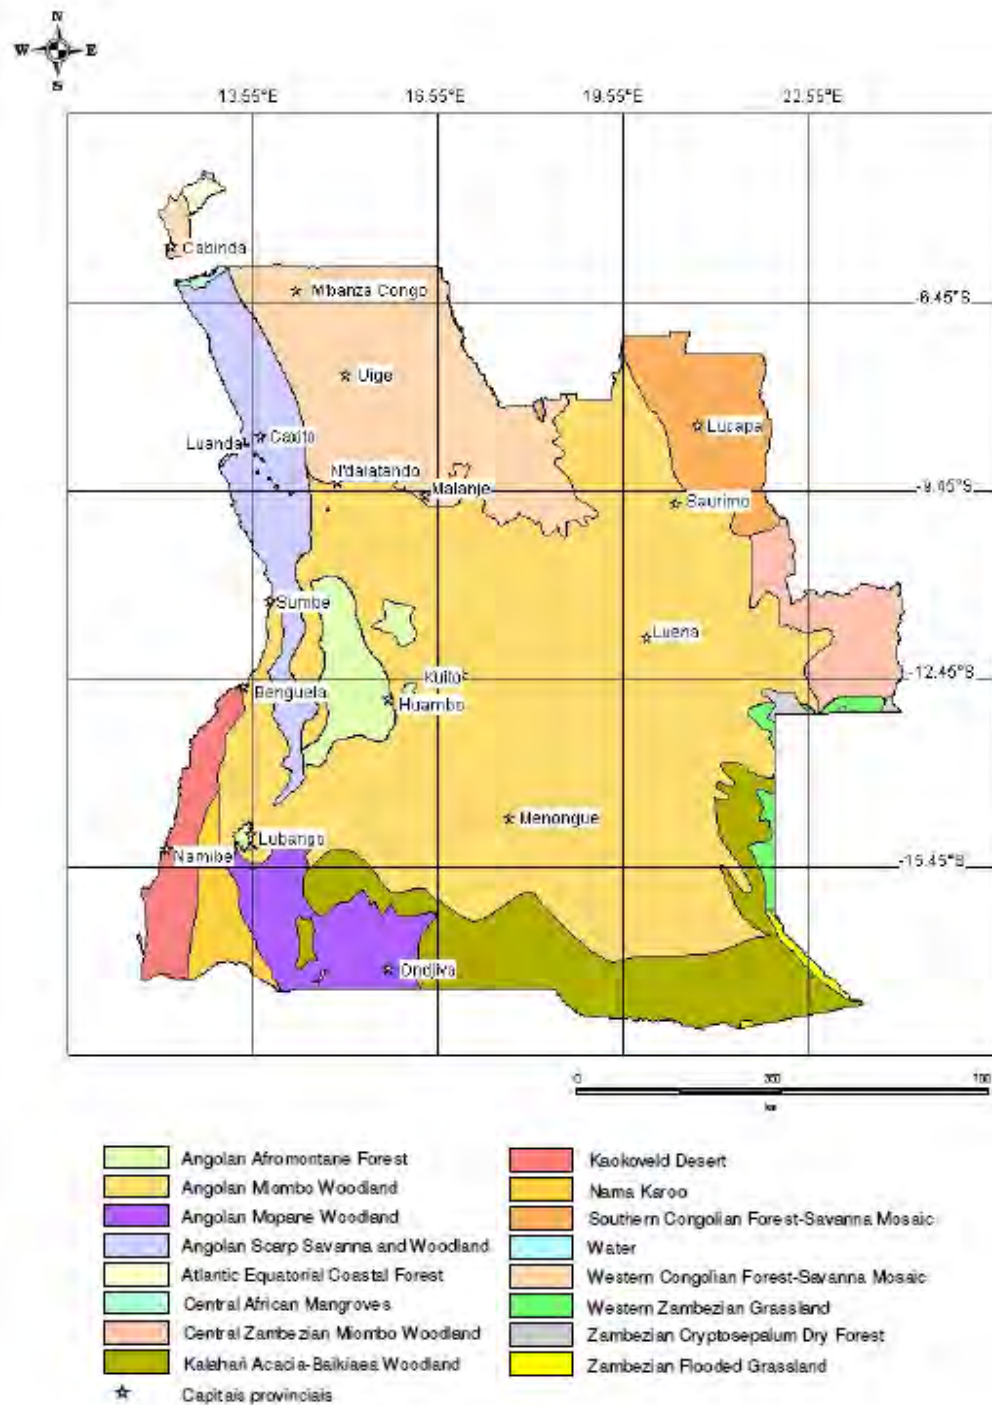 N
W E
S
13.55°E 16.55°E 19.55°E 22.55°E
Cabinda
M'banza Congo
-6.45°S
Uige
Luanda
Caxito
Lucapa
N'dalatando
Malanje
-9.45°S
Saurimo
Sumbe
Luena
Kuito
-12.45°S
Benguela
Huambo
Menongue
Lubango
Namibe
-15.45°S
Ondjiva
0
km
Angolan Afromontane Forest
Angolan Miombo Woodland
Angolan Mopane Woodland
Angolan Scarp Savanna and Woodland
Atlantic Equatorial Coastal Forest
Central African Mangroves
Central Zambezian Miombo Woodland
Kalahari Acacia-Baikiaea Woodland
Capitais provinciais
Kaokoveld Desert
Nama Karoo
Southern Congolian Forest-Savanna Mosaic
Water
Western Congolian Forest-Savanna Mosaic
Western Zambezian Grassland
Zambezian Cryptosepalum Dry Forest
Zambezian Flooded Grassland